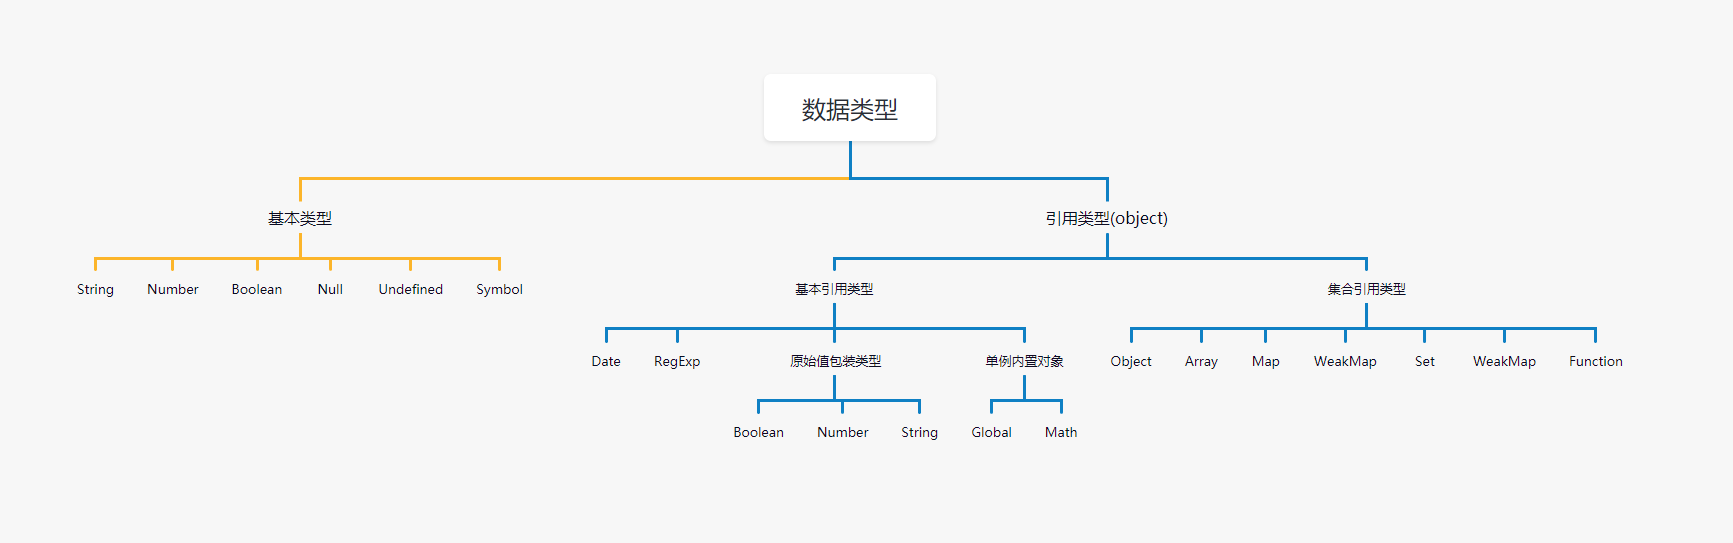 数据类型
基本类型
引用类型(object)
String
Number
Boolean
Null
Undefined
Symbol
基本引用类型
集合引用类型
Date
RegExp
原始值包装类型
单例内置对象
Object
Array
Map
WeakMap
Set
WeakMap
Function
Boolean
Number
String
Global
Math